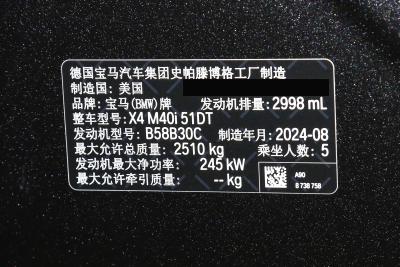 德国宝马汽车集团史帕滕博格工厂制造
制造国: 美国
品牌: 宝马(BMW)牌 发动机排量: 2998 mL
整车型号: X4 M40i 51DT
发动机型号: B58B30C 制造年月: 2024-08
最大允许总质量: 2510 kg 乘坐人数: 5
发动机最大净功率: 245 kW
最大允许牵引质量: -- kg
A90
8 738 758